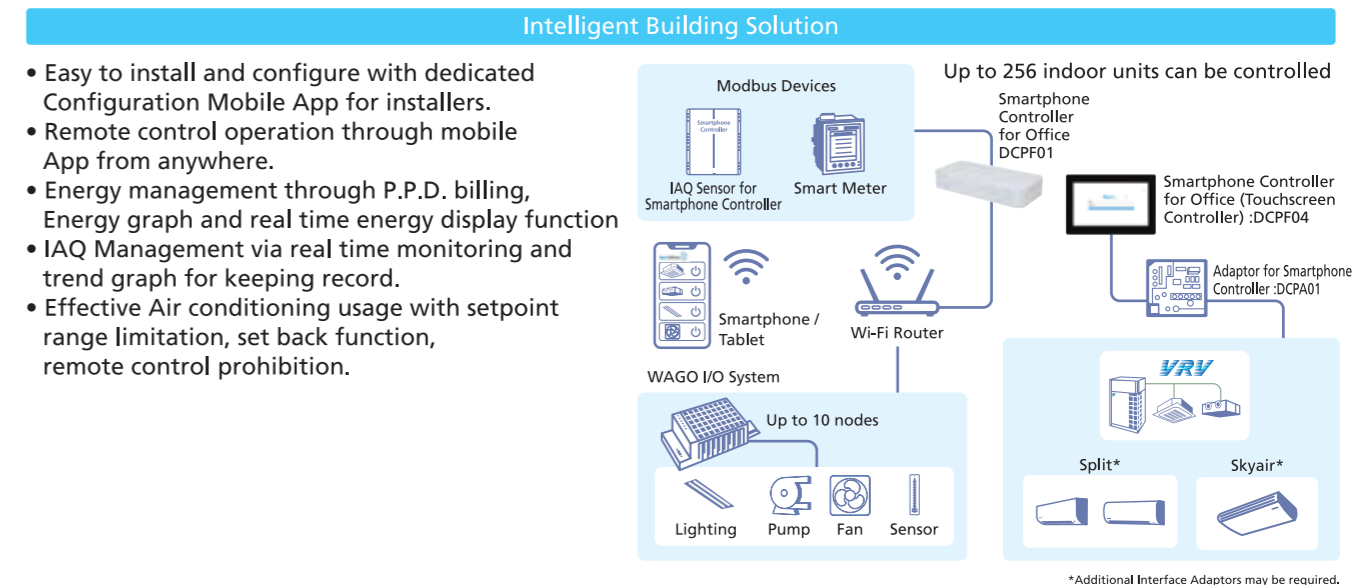 Intelligent Building Solution
• Easy to install and configure with dedicated
Configuration Mobile App for installers.
• Remote control operation through mobile
App from anywhere.
• Energy management through P.P.D. billing,
Energy graph and real time energy display function
• IAQ Management via real time monitoring and
trend graph for keeping record.
• Effective Air conditioning usage with setpoint
range limitation, set back function,
remote control prohibition.
Modbus Devices
Smartphone
Controller
IAQ Sensor for
Smartphone Controller
Smart Meter
Up to 256 indoor units can be controlled
Smartphone
Controller
for Office
DCPF01
Smartphone Controller
for Office (Touchscreen
Controller) :DCPF04
Adaptor for Smartphone
Controller :DCPA01
Smartphone /
Tablet
Wi-Fi Router
WAGO I/O System
Up to 10 nodes
Lighting
Pump
Fan
Sensor
VRV
Split*
Skyair*
*Additional Interface Adaptors may be required.